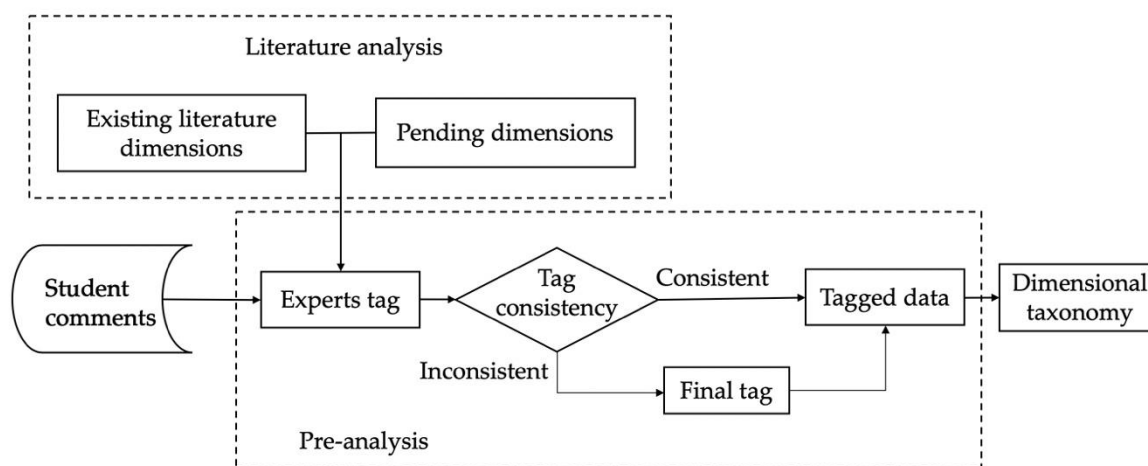 Literature analysis
Existing literature
dimensions
Pending dimensions
Student
comments
Experts tag
Tag
consistency
Consistent
Tagged data
Dimensional
taxonomy
Inconsistent
Final tag
Pre-analysis